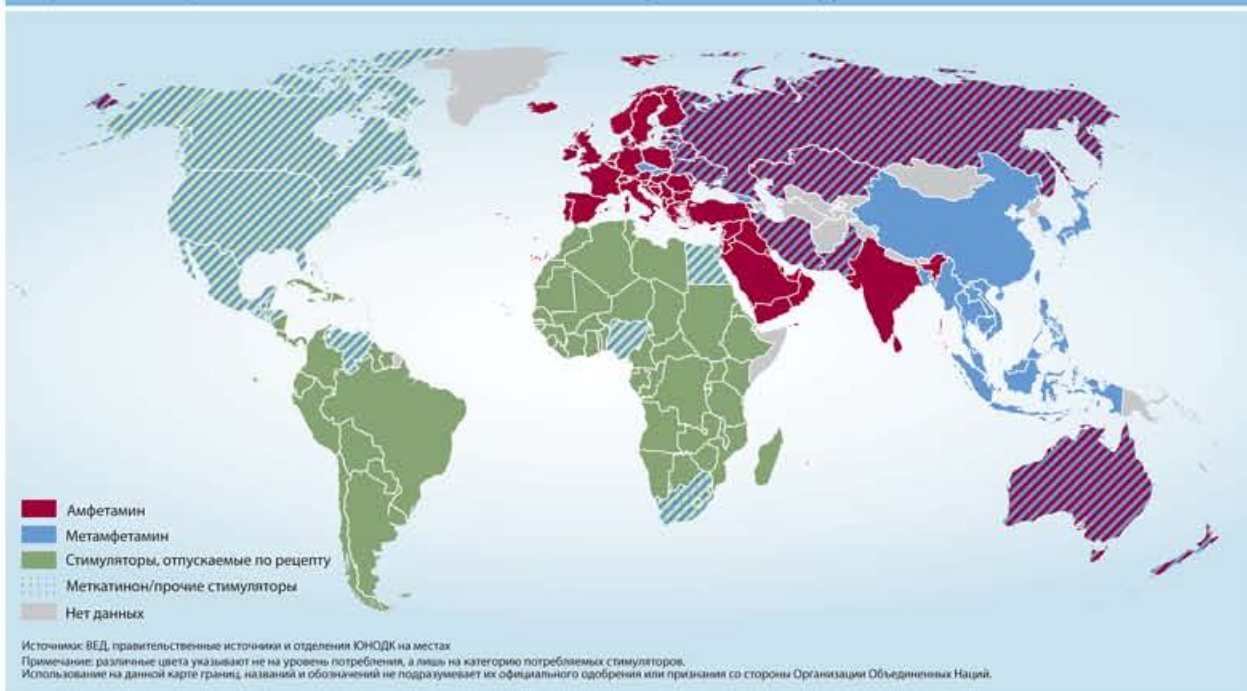 Амфетамин
Метамфетамин
Стимуляторы, отпускаемые по рецепту
Меткатинон/прочие стимуляторы
Нет данных
Источники: ВЕД, правительственные источники и отделения ЮНОДК на местах
Примечание: различные цвета указывают не на уровень потребления, а лишь на категорию потребляемых стимуляторов.
Использование на данной карте границ, названий и обозначений не подразумевает их официального одобрения или признания со стороны Организации Объединенных Наций.